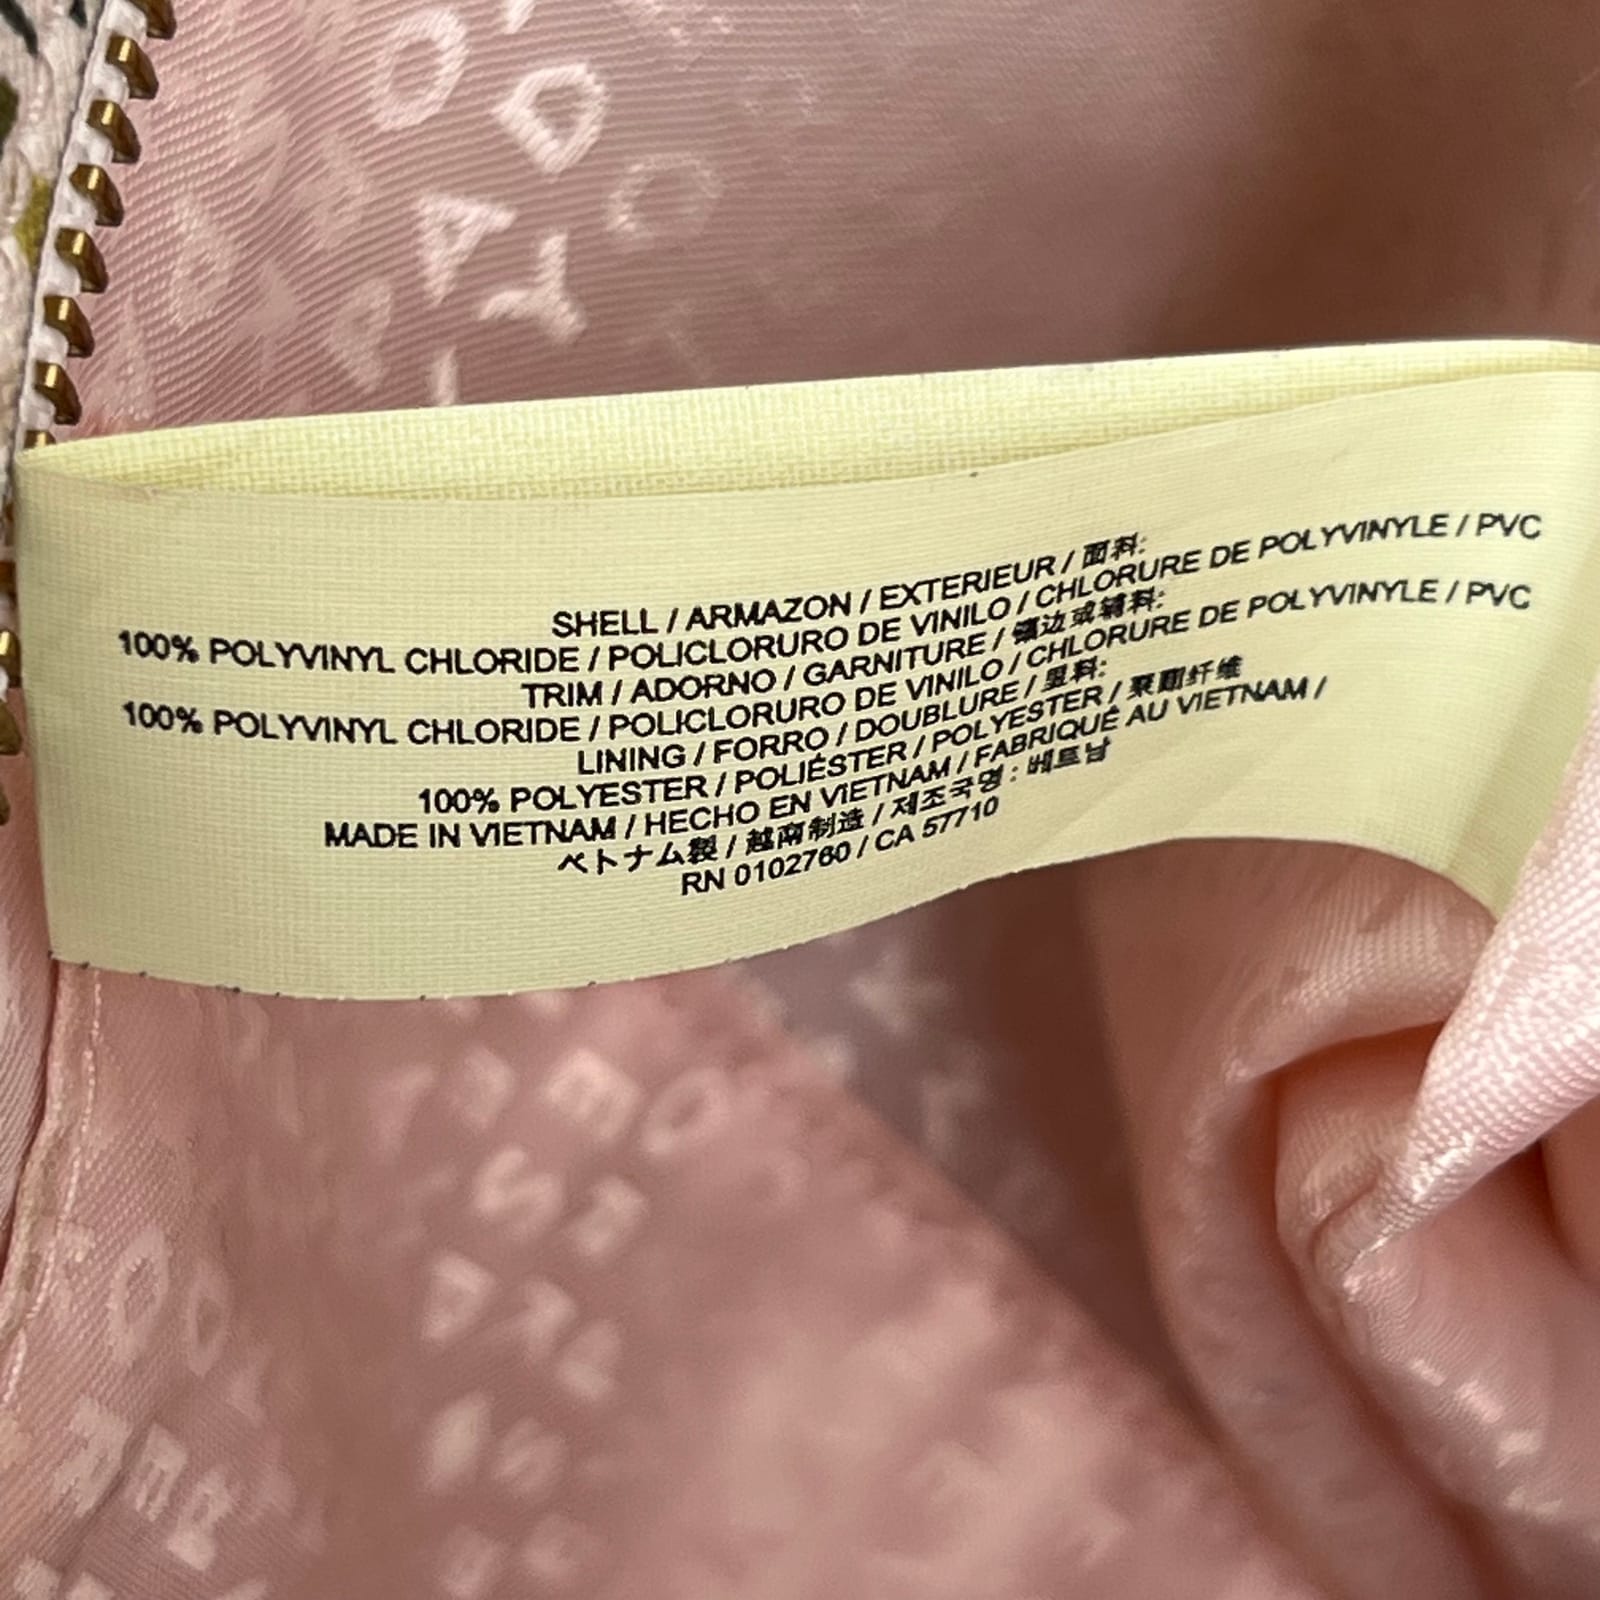 SHELL / ARMAZON / EXTERIEUR / 面料:
100% POLYVINYL CHLORIDE / POLICLORURO DE VINILO / CHLORURE DE POLYVINYLE / PVC
TRIM / ADORNO / GARNITURE / 镶边或辅料:
100% POLYVINYL CHLORIDE / POLICLORURO DE VINILO / CHLORURE DE POLYVINYLE / PVC
LINING / FORRO / DOUBLURE / 里料:
100% POLYESTER / POLIÉSTER / POLYESTER / 聚酯纤维
MADE IN VIETNAM / HECHO EN VIETNAM / FABRIQUÉ AU VIETNAM /
ベトナム製 / 越南制造 / 제조국명 : 베트남
RN 0102760 / CA 57710